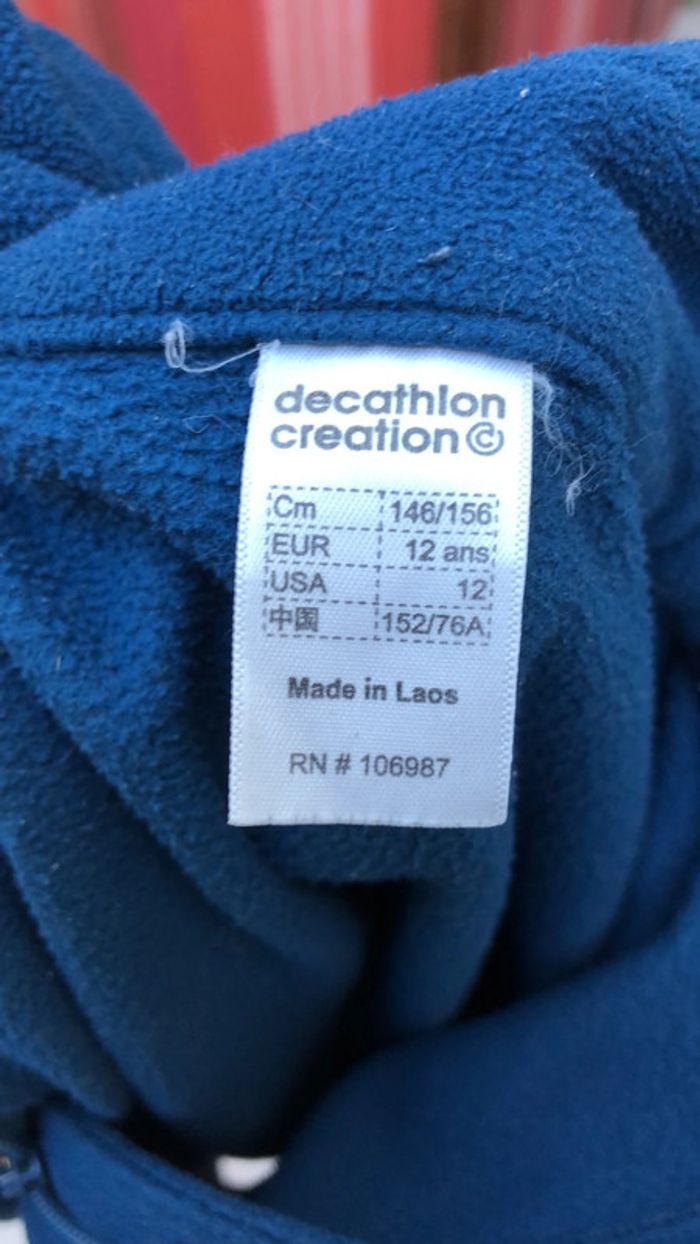 decathlon
creation ©
Cm 146/156
EUR 12 ans
USA 12
中国 152/76A
Made in Laos
RN # 106987